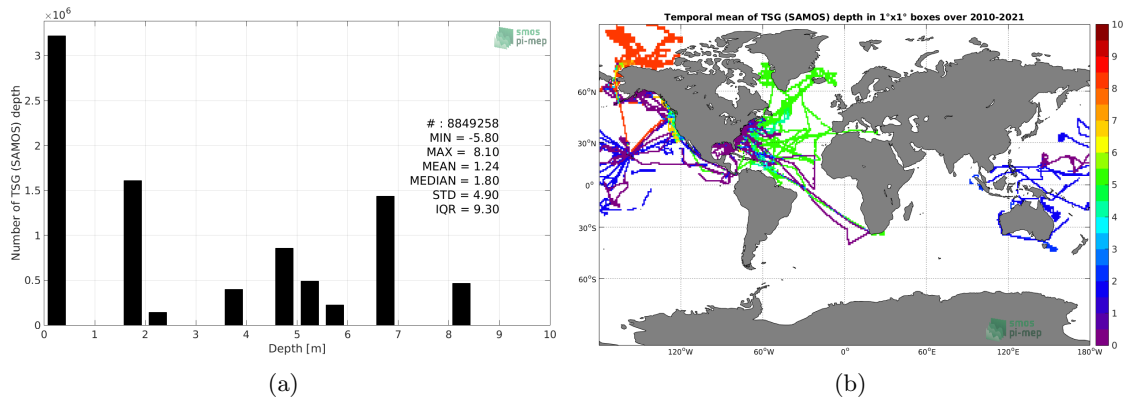 ×10⁶
3
2.5
2
1.5
1
0.5
0
Number of TSG (SAMOS) depth
smos
pi-mep
# : 8849258
MIN = -5.80
MAX = 8.10
MEAN = 1.24
MEDIAN = 1.80
STD = 4.90
IQR = 9.30
0 1 2 3 4 5 6 7 8 9 10
Depth [m]
(a)
Temporal mean of TSG (SAMOS) depth in 1°x1° boxes over 2010-2021
60°N
30°N
0°
30°S
60°S
120°W 60°W 0° 60°E 120°E 180°W
smos
pi-mep
10
9
8
7
6
5
4
3
2
1
0
(b)